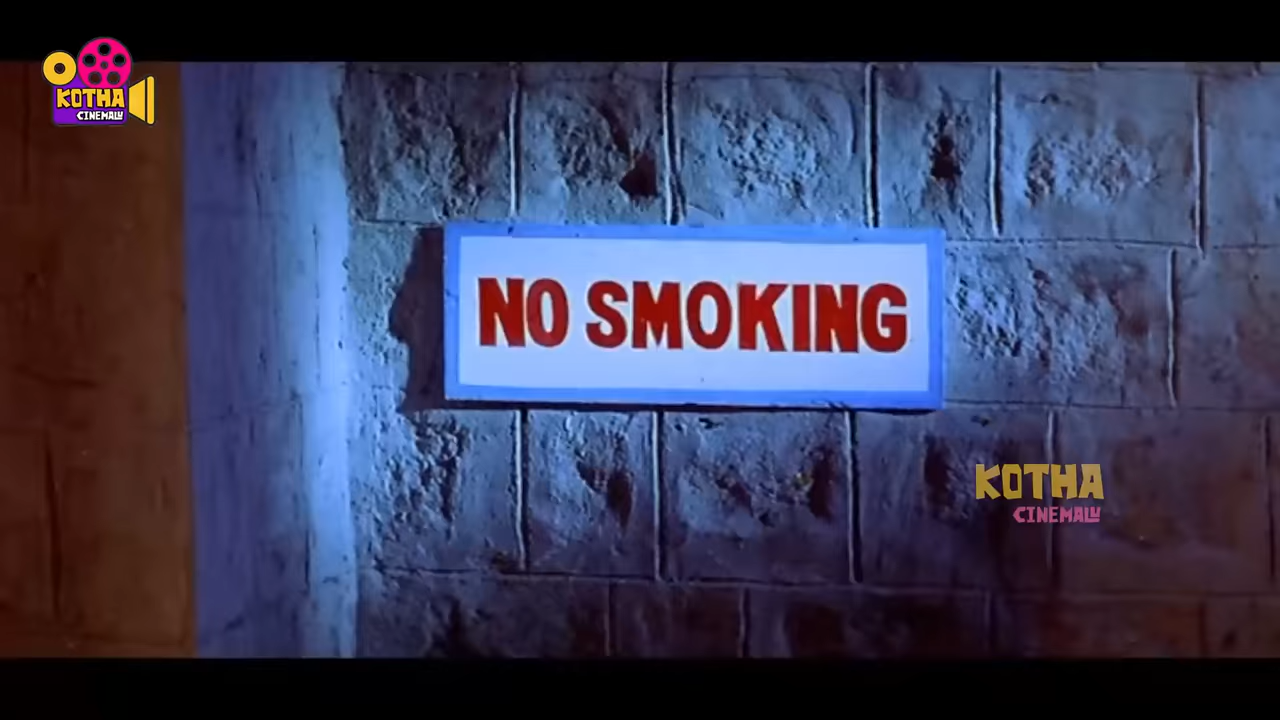 KOTHA
CINEMALU
NO SMOKING
KOTHA
CINEMALU